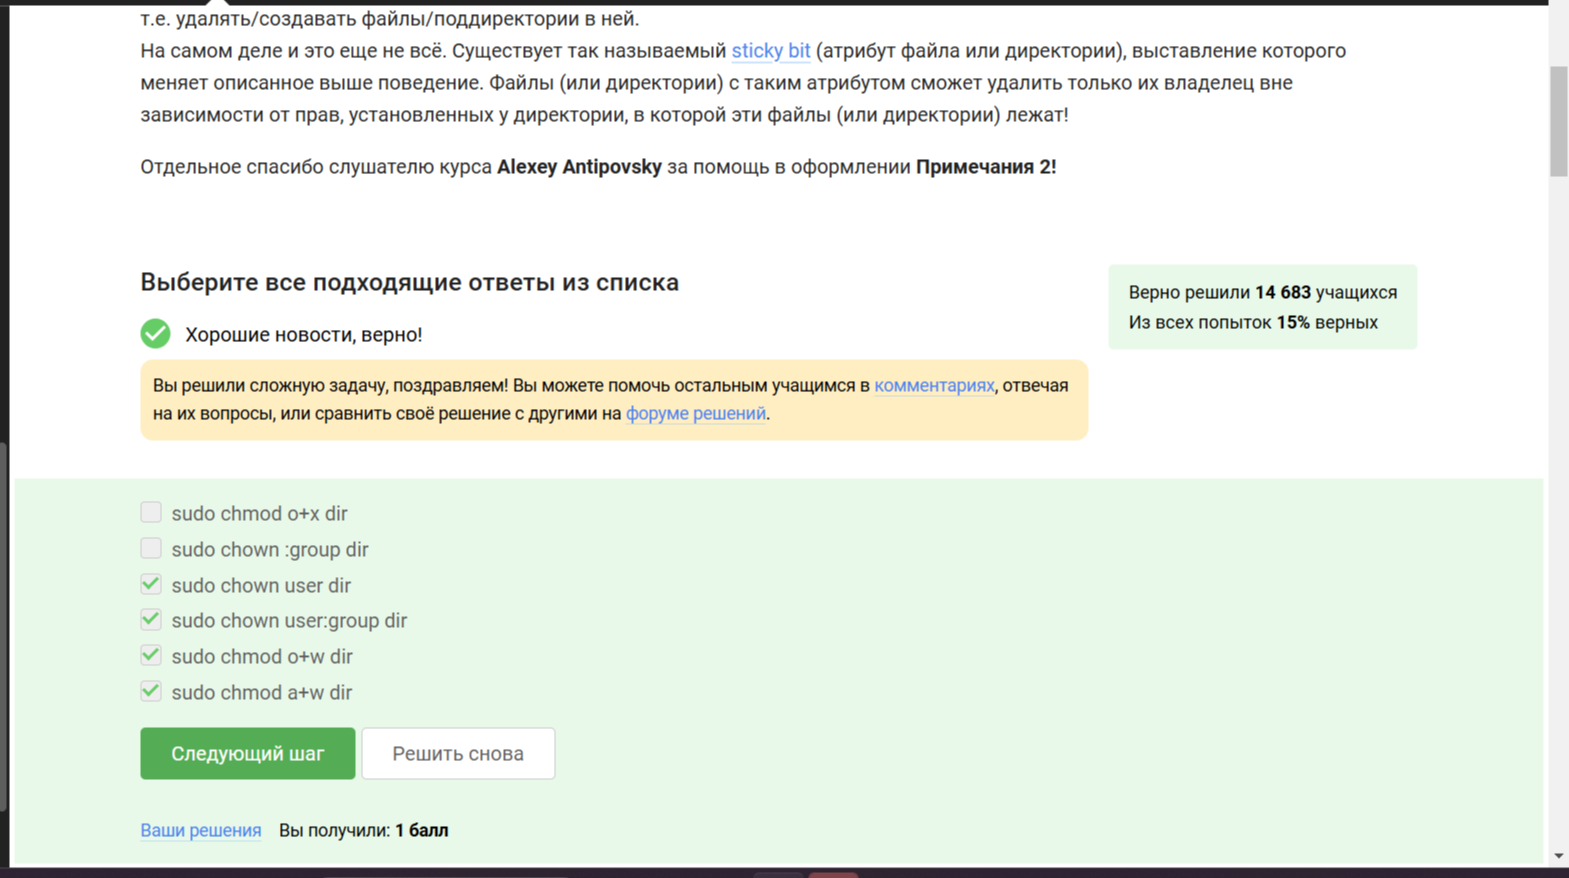 т.е. удалять/создавать файлы/поддиректории в ней.
На самом деле и это еще не всё. Существует так называемый sticky bit (атрибут файла или директории), выставление которого
меняет описанное выше поведение. Файлы (или директории) с таким атрибутом сможет удалить только их владелец вне
зависимости от прав, установленных у директории, в которой эти файлы (или директории) лежат!
Отдельное спасибо слушателю курса Alexey Antipovsky за помощь в оформлении Примечания 2!
Выберите все подходящие ответы из списка
Верно решили 14 683 учащихся
Из всех попыток 15% верных
Хорошие новости, верно!
Вы решили сложную задачу, поздравляем! Вы можете помочь остальным учащимся в комментариях, отвечая
на их вопросы, или сравнить своё решение с другими на форуме решений.
sudo chmod o+x dir
sudo chown :group dir
sudo chown user dir
sudo chown user:group dir
sudo chmod o+w dir
sudo chmod a+w dir
Следующий шаг
Решить снова
Ваши решения Вы получили: 1 балл